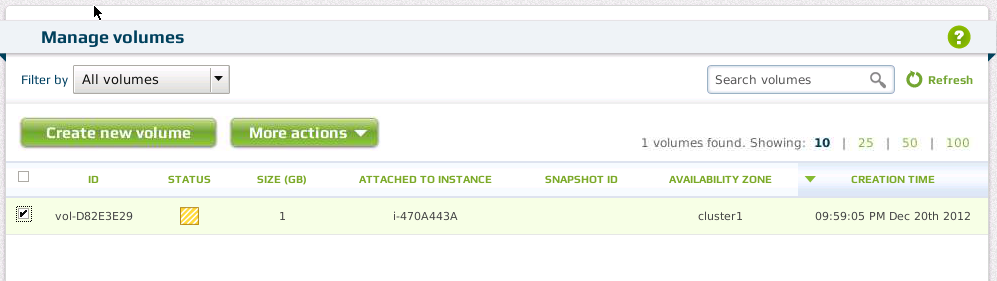 Manage volumes
?
Filter by All volumes Search volumes Refresh
Create new volume More actions
1 volumes found. Showing: 10 | 25 | 50 | 100
ID STATUS SIZE (GB) ATTACHED TO INSTANCE SNAPSHOT ID AVAILABILITY ZONE CREATION TIME
vol-D82E3E29 1 i-470A443A cluster1 09:59:05 PM Dec 20th 2012